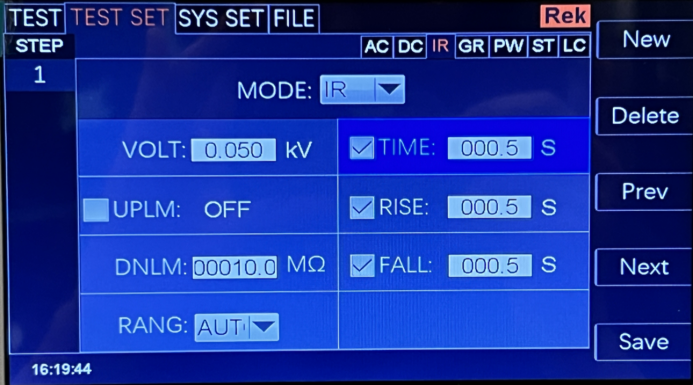 TEST TEST SET SYS SET FILE Rek
STEP AC DC IR GR PW ST LC New
1 MODE: IR
VOLT: 0.050 kV TIME: 000.5 S Delete
UPLM: OFF RISE: 000.5 S Prev
DNLM: 00010.0 MΩ FALL: 000.5 S Next
RANG: AUT Save
16:19:44